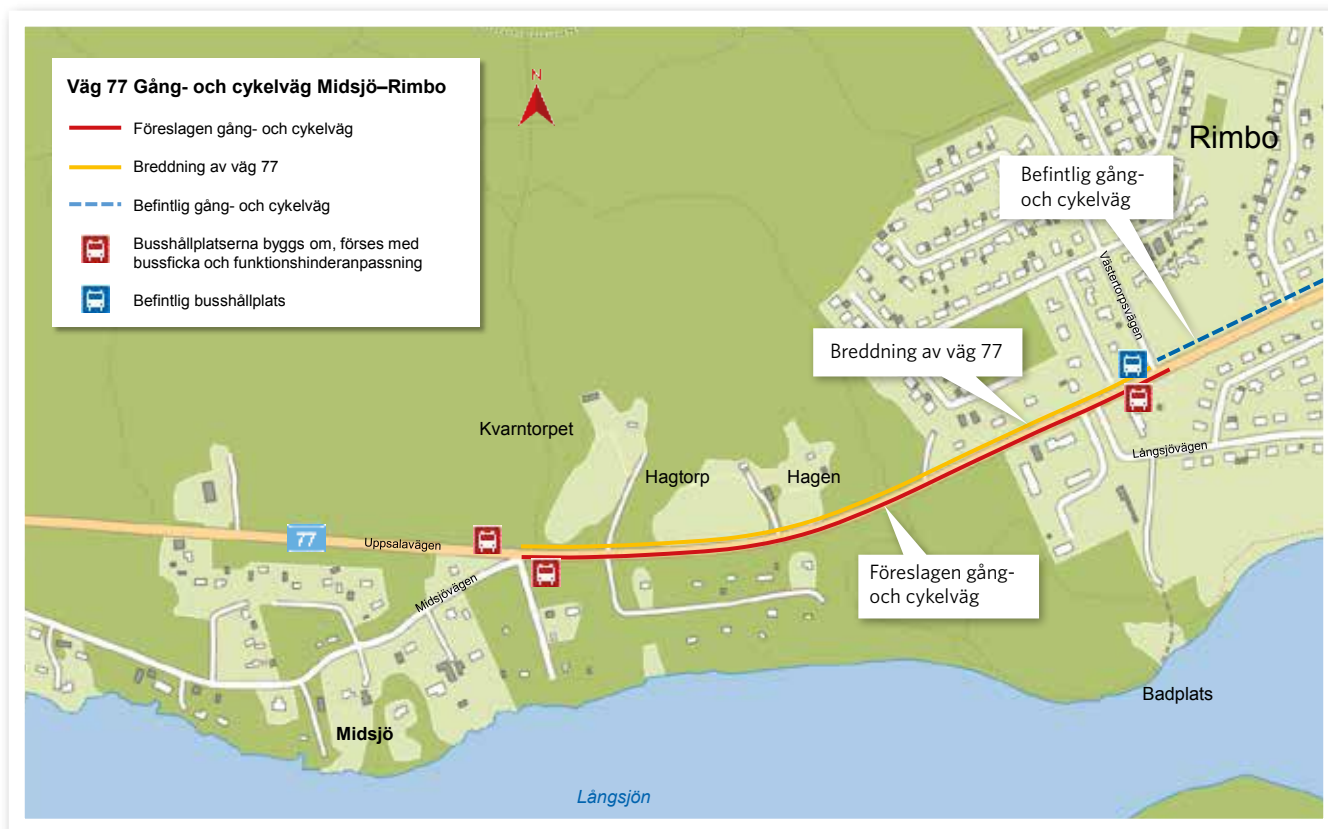 Väg 77 Gång- och cykelväg Midsjö–Rimbo
Föreslagen gång- och cykelväg
Breddning av väg 77
Befintlig gång- och cykelväg
Busshållplatserna byggs om, förses med
bussficka och funktionshinderanpassning
Befintlig busshållplats
N
Rimbo
Befintlig gång-
och cykelväg
Västertorpsvägen
Breddning av väg 77
Kvarntorpet
Hagtorp
Hagen
Långsjövägen
77
Uppsalavägen
Midsjövägen
Föreslagen gång-
och cykelväg
Badplats
Midsjö
Långsjön